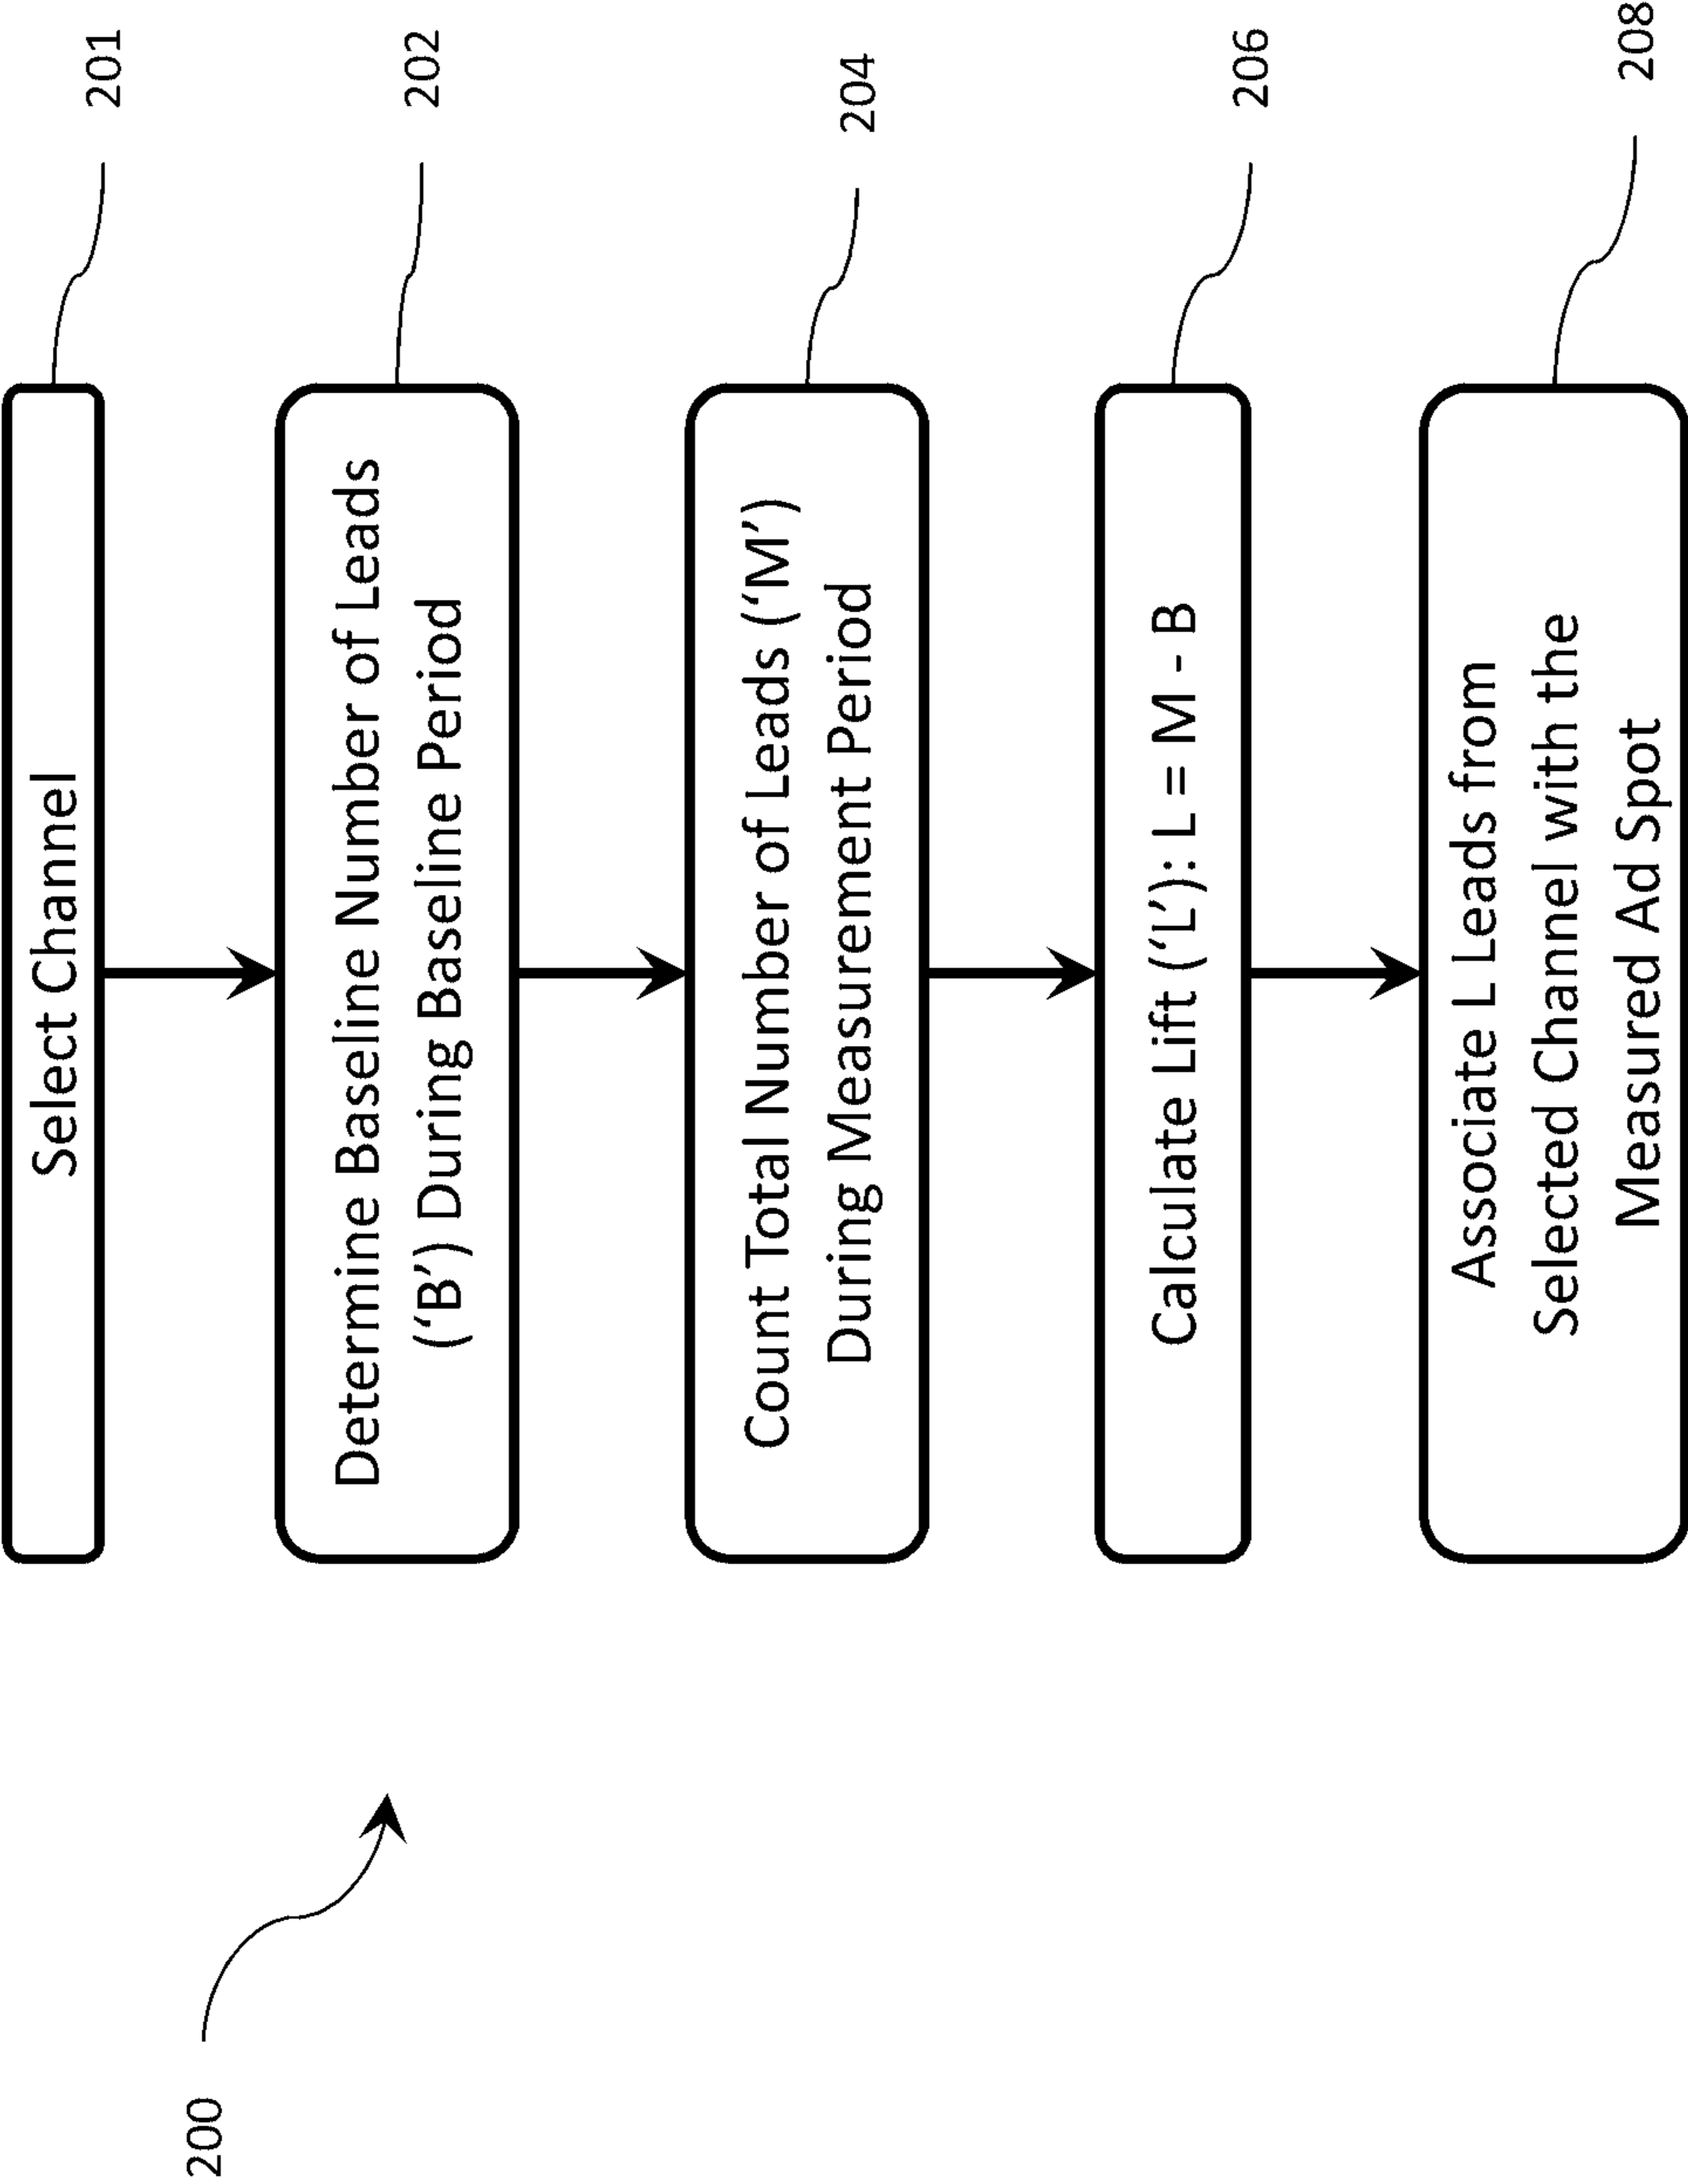 200
Select Channel
201
Determine Baseline Number of Leads
(‘B’) During Baseline Period
202
Count Total Number of Leads (‘M’)
During Measurement Period
204
Calculate Lift (‘L’): L = M - B
206
Associate L Leads from
Selected Channel with the
Measured Ad Spot
208